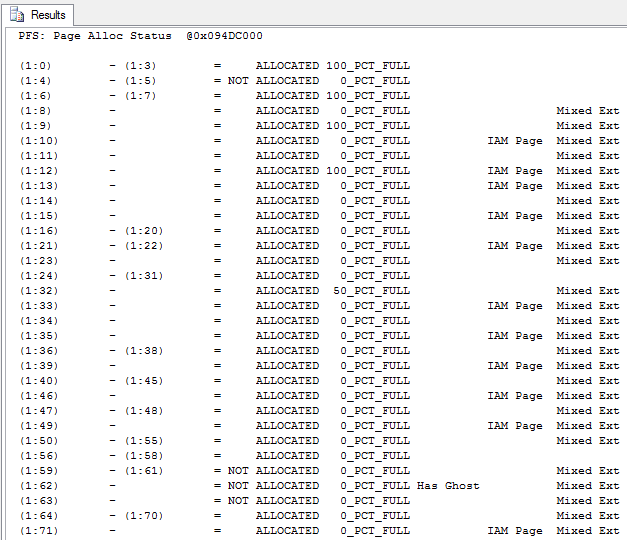 Results
PFS: Page Alloc Status @0x094DC000
(1:0) - (1:3) = ALLOCATED 100_PCT_FULL
(1:4) - (1:5) = NOT ALLOCATED 0_PCT_FULL
(1:6) - (1:7) = ALLOCATED 100_PCT_FULL
(1:8) - = ALLOCATED 0_PCT_FULL Mixed Ext
(1:9) - = ALLOCATED 100_PCT_FULL Mixed Ext
(1:10) - = ALLOCATED 0_PCT_FULL IAM Page Mixed Ext
(1:11) - = ALLOCATED 0_PCT_FULL Mixed Ext
(1:12) - = ALLOCATED 100_PCT_FULL IAM Page Mixed Ext
(1:13) - = ALLOCATED 0_PCT_FULL IAM Page Mixed Ext
(1:14) - = ALLOCATED 0_PCT_FULL Mixed Ext
(1:15) - = ALLOCATED 0_PCT_FULL IAM Page Mixed Ext
(1:16) - (1:20) = ALLOCATED 0_PCT_FULL Mixed Ext
(1:21) - (1:22) = ALLOCATED 0_PCT_FULL IAM Page Mixed Ext
(1:23) - = ALLOCATED 0_PCT_FULL Mixed Ext
(1:24) - (1:31) = ALLOCATED 0_PCT_FULL
(1:32) - = ALLOCATED 50_PCT_FULL Mixed Ext
(1:33) - = ALLOCATED 0_PCT_FULL IAM Page Mixed Ext
(1:34) - = ALLOCATED 0_PCT_FULL Mixed Ext
(1:35) - = ALLOCATED 0_PCT_FULL IAM Page Mixed Ext
(1:36) - (1:38) = ALLOCATED 0_PCT_FULL Mixed Ext
(1:39) - = ALLOCATED 0_PCT_FULL IAM Page Mixed Ext
(1:40) - (1:45) = ALLOCATED 0_PCT_FULL Mixed Ext
(1:46) - = ALLOCATED 0_PCT_FULL IAM Page Mixed Ext
(1:47) - (1:48) = ALLOCATED 0_PCT_FULL Mixed Ext
(1:49) - = ALLOCATED 0_PCT_FULL IAM Page Mixed Ext
(1:50) - (1:55) = ALLOCATED 0_PCT_FULL Mixed Ext
(1:56) - (1:58) = ALLOCATED 0_PCT_FULL
(1:59) - (1:61) = NOT ALLOCATED 0_PCT_FULL Mixed Ext
(1:62) - = NOT ALLOCATED 0_PCT_FULL Has Ghost Mixed Ext
(1:63) - = NOT ALLOCATED 0_PCT_FULL Mixed Ext
(1:64) - (1:70) = ALLOCATED 0_PCT_FULL Mixed Ext
(1:71) - = ALLOCATED 0_PCT_FULL IAM Page Mixed Ext